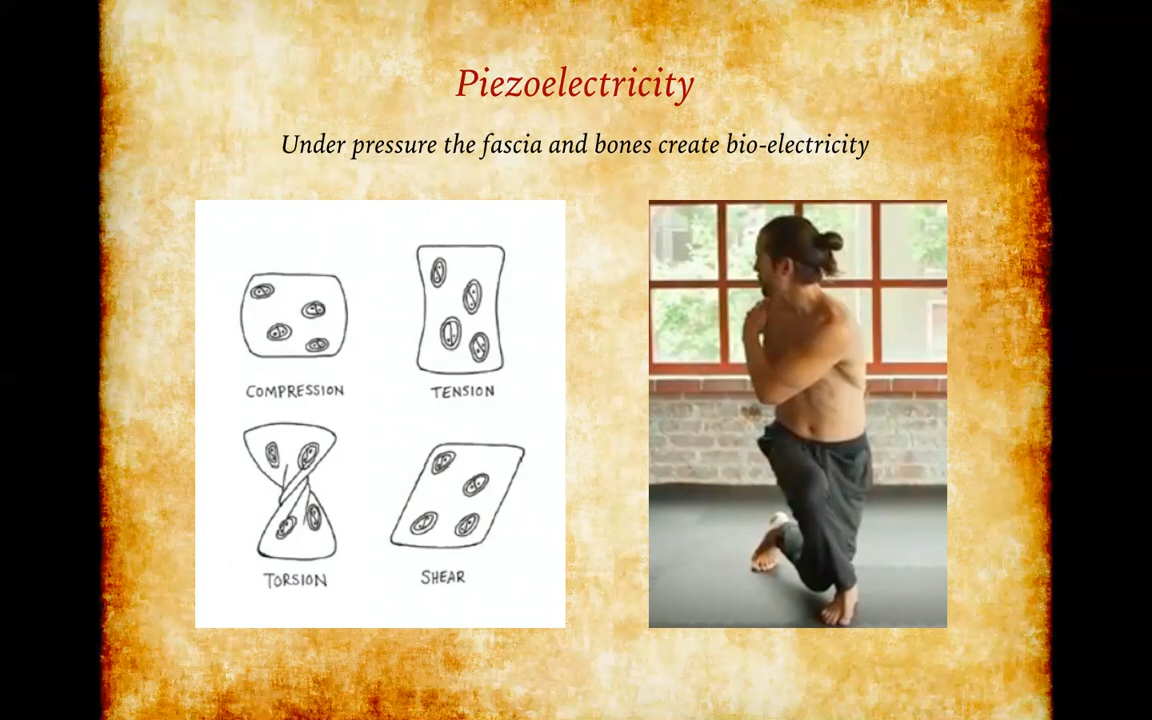 Piezoelectricity
Under pressure the fascia and bones create bio-electricity
COMPRESSION
TENSION
TORSION
SHEAR